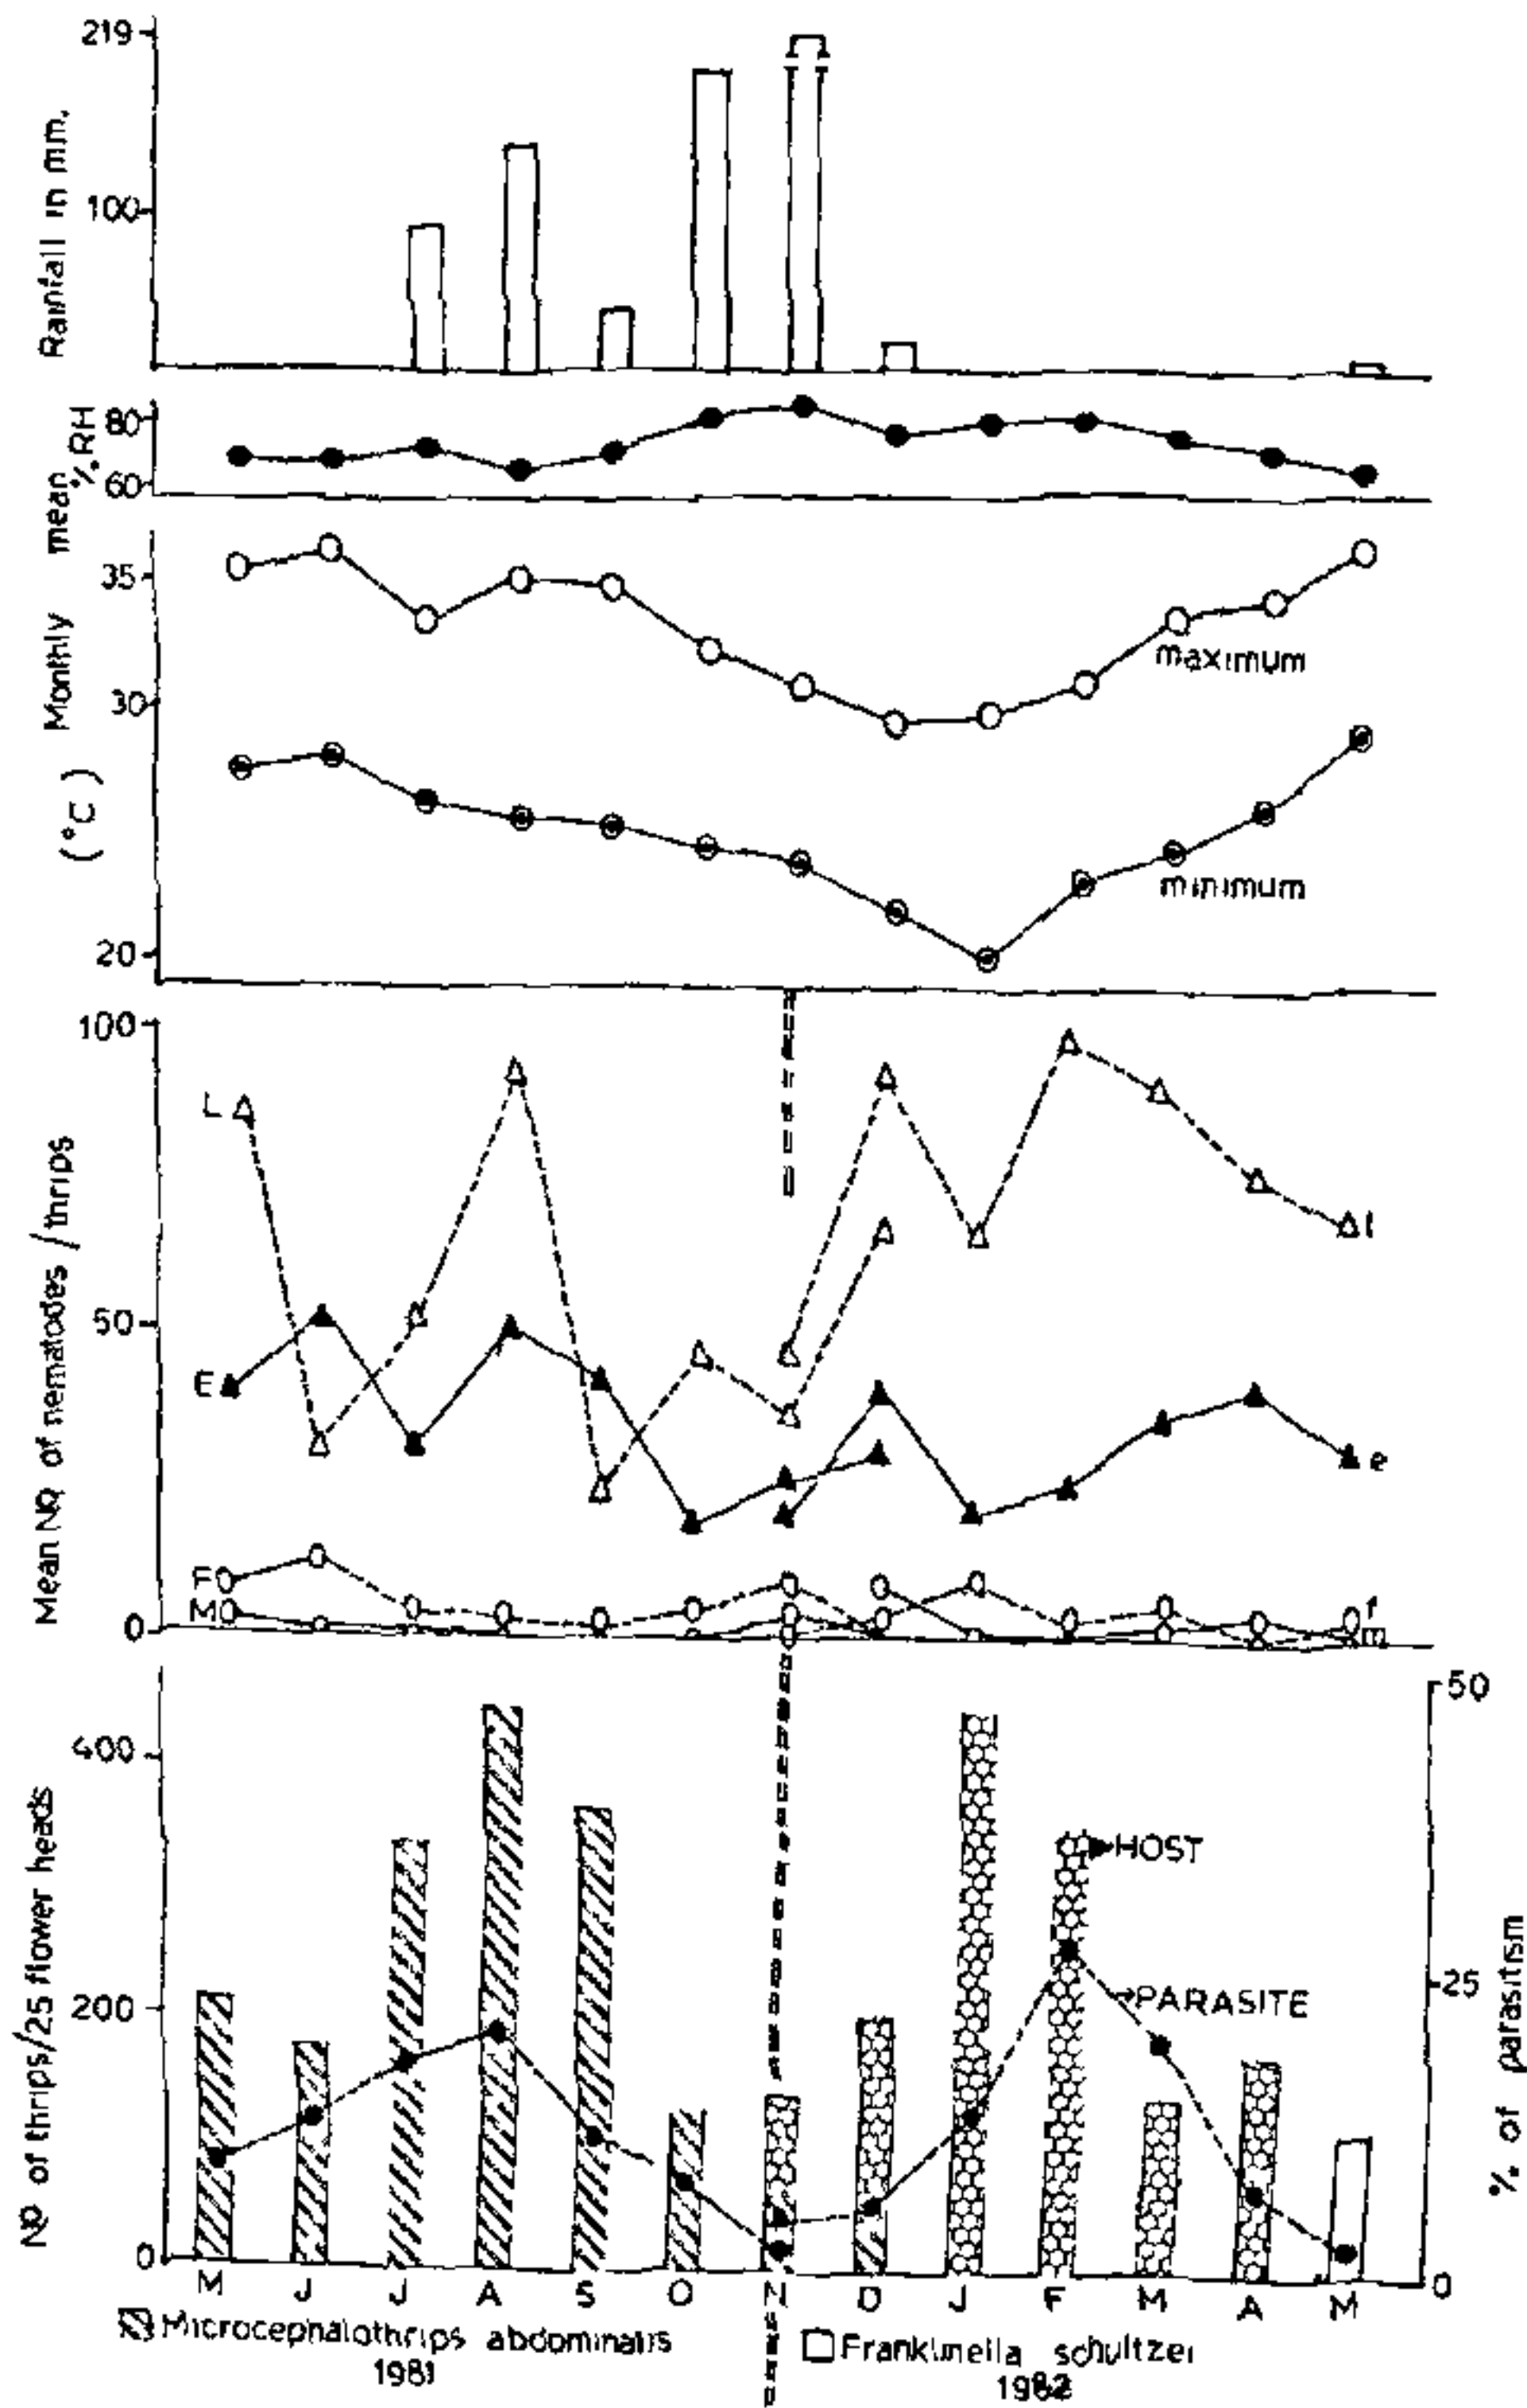 219
100
Rainfall in mm.
80
60
%RH
Monthly mean
35
30
20
(°C)
maximum
minimum
100
50
0
Mean No of nematodes / thrips
L
E
F
M
l
e
f
m
400
200
0
No of thrips/25 flower heads
50
25
0
% of parasitism
HOST
PARASITE
M J J A S O N D J F M A M
Microcephalothrips abdominalis
1981
Franklinella schultzei
1982